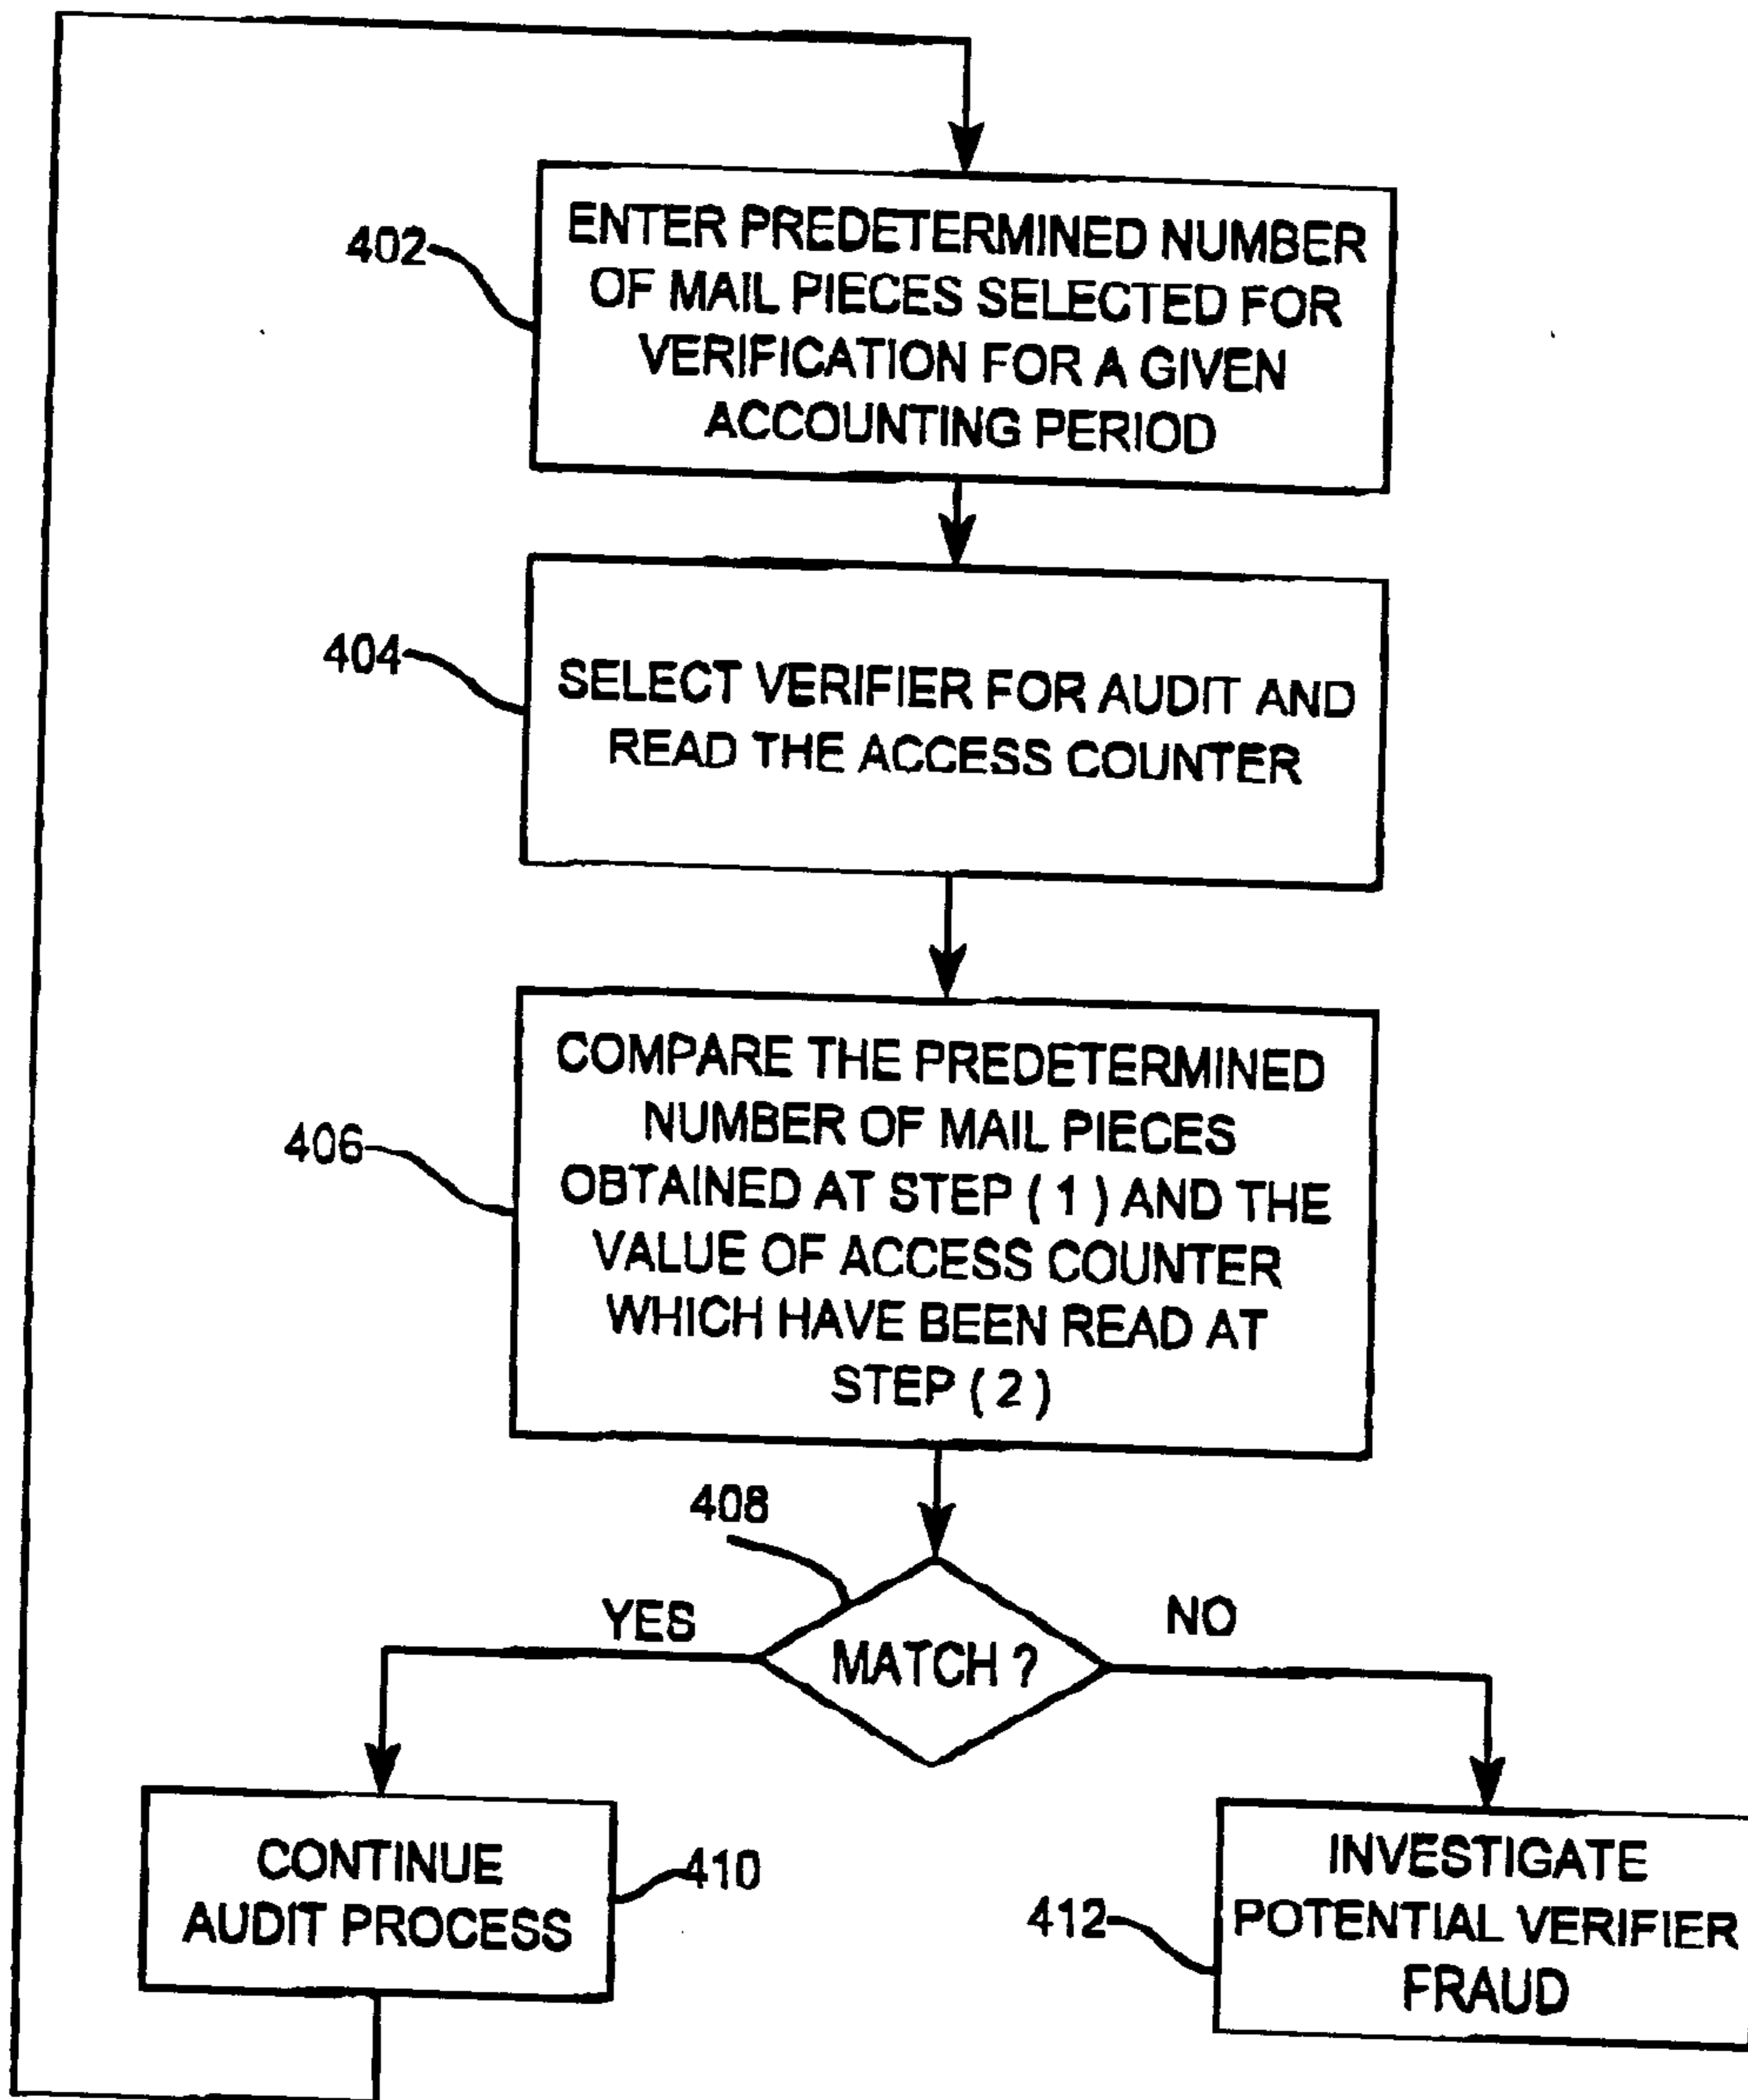 402
ENTER PREDETERMINED NUMBER
OF MAIL PIECES SELECTED FOR
VERIFICATION FOR A GIVEN
ACCOUNTING PERIOD
404
SELECT VERIFIER FOR AUDIT AND
READ THE ACCESS COUNTER
406
COMPARE THE PREDETERMINED
NUMBER OF MAIL PIECES
OBTAINED AT STEP ( 1 ) AND THE
VALUE OF ACCESS COUNTER
WHICH HAVE BEEN READ AT
STEP ( 2 )
408
YES
MATCH ?
NO
CONTINUE
AUDIT PROCESS
410
412
INVESTIGATE
POTENTIAL VERIFIER
FRAUD